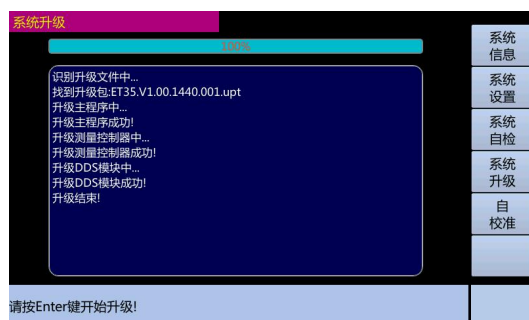 系统升级
100%
识别升级文件中...
找到升级包:ET35.V1.00.1440.001.upt
升级主程序中...
升级主程序成功!
升级测量控制器中...
升级测量控制器成功!
升级DDS模块中...
升级DDS模块成功!
升级结束!
系统
信息
系统
设置
系统
自检
系统
升级
自
校准
请按Enter键开始升级!